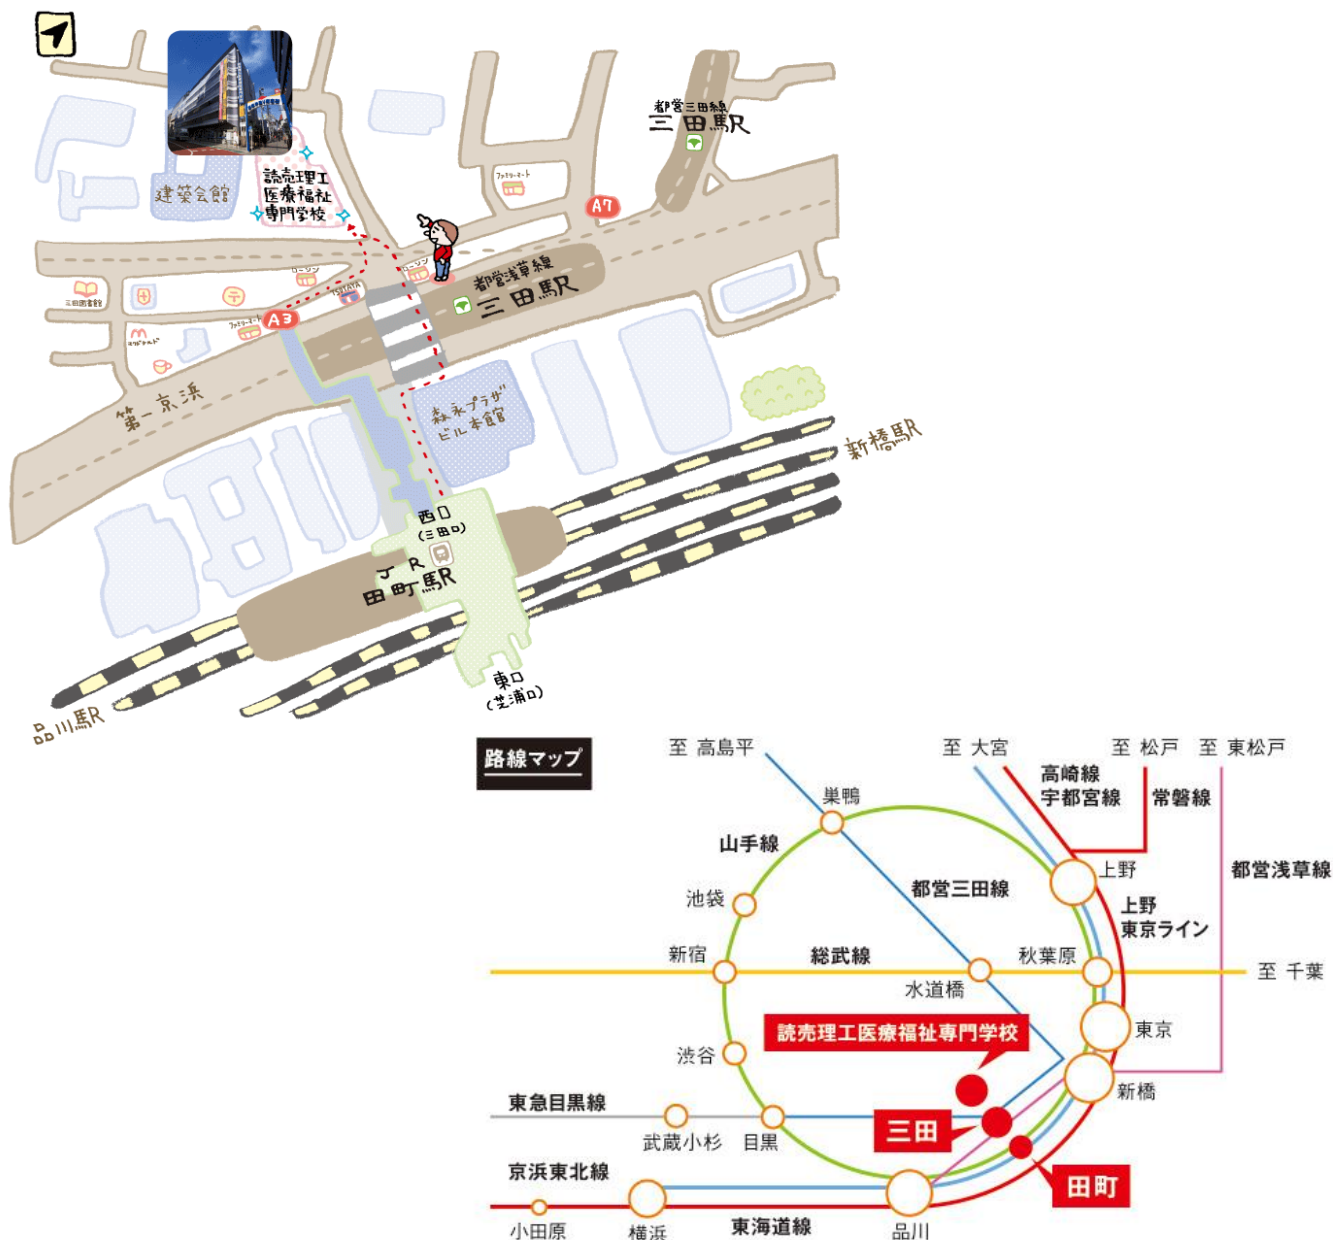 都営三田線
三田駅
ファミリーマート
建築会館
読売理工
医療福祉
専門学校
A7
都営浅草線
三田駅
ローソン
ローソン
TSUTAYA
三田図書館
A3
ファミリーマート
マクドナルド
第一京浜
森永プラザ
ビル本館
新橋駅
西口
(三田口)
JR
田町駅
東口
(芝浦口)
品川駅
路線マップ
至 高島平
至 大宮
至 松戸
至 東松戸
高崎線
宇都宮線
常磐線
巣鴨
山手線
上野
都営浅草線
池袋
都営三田線
上野
東京ライン
新宿
総武線
秋葉原
至 千葉
水道橋
読売理工医療福祉専門学校
東京
渋谷
新橋
東急目黒線
武蔵小杉
目黒
三田
京浜東北線
田町
小田原
横浜
東海道線
品川